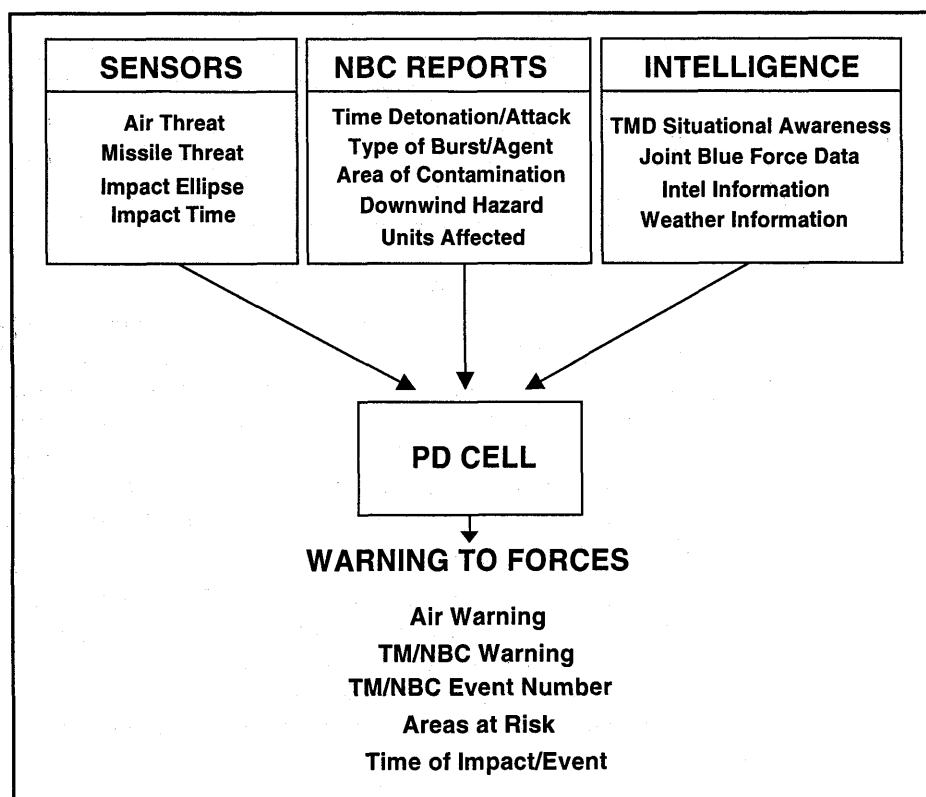 SENSORS
Air Threat
Missile Threat
Impact Ellipse
Impact Time
NBC REPORTS
Time Detonation/Attack
Type of Burst/Agent
Area of Contamination
Downwind Hazard
Units Affected
INTELLIGENCE
TMD Situational Awareness
Joint Blue Force Data
Intel Information
Weather Information
PD CELL
WARNING TO FORCES
Air Warning
TM/NBC Warning
TM/NBC Event Number
Areas at Risk
Time of Impact/Event